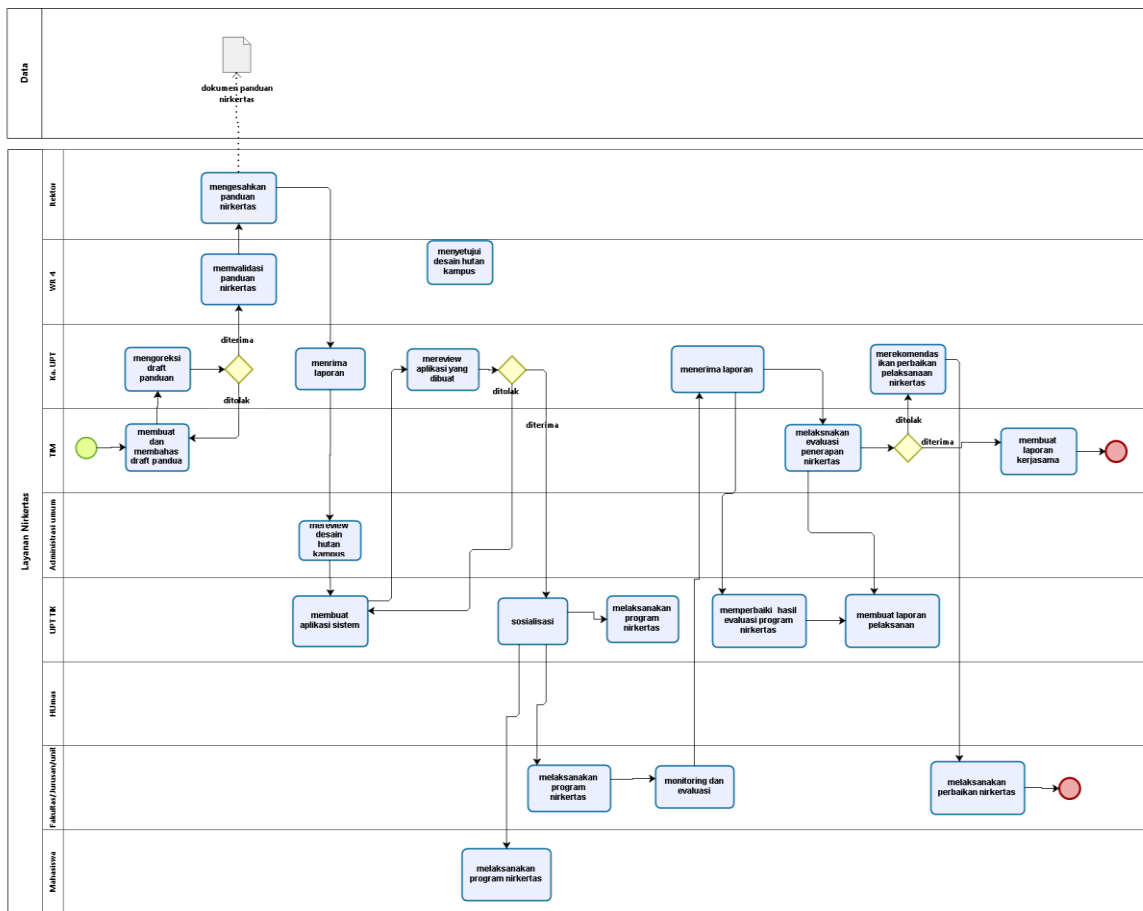 Data
dokumen panduan
nirkertas
Layanan Nirkertas
Rektor
mengesahkan
panduan
nirkertas
WR 4
memvalidasi
panduan
nirkertas
menyetujui
desain hutan
kampus
Ka. UPT
mengoreksi
draft
panduan
diterima
ditolak
menrima
laporan
mereview
aplikasi yang
dibuat
ditolak
diterima
menerima laporan
merekomendas
ikan perbaikan
pelaksanaan
nirkertas
TIM
membuat
dan
membahas
draft pandua
melaksnakan
evaluasi
penerapan
nirkertas
ditolak
diterima
membuat
laporan
kerjasama
Administrasi umum
mereview
desain
hutan
kampus
UPT TIK
membuat
aplikasi sistem
sosialisasi
melaksanakan
program
nirkertas
memperbaiki hasil
evaluasi program
nirkertas
membuat laporan
pelaksanan
HUmas
Fakultas/Jurusan/unit
melaksanakan
program
nirkertas
monitoring dan
evaluasi
melaksanakan
perbaikan nirkertas
Mahasiswa
melaksanakan
program nirkertas